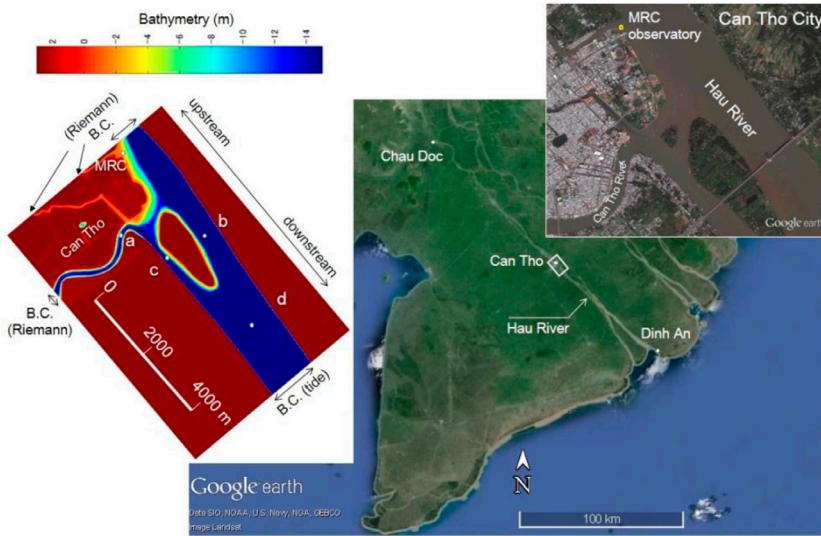 Bathymetry (m)
2 0 -2 -4 -6 -8 -10 -12 -14
(Riemann)
B.C.
upstream
MRC
Can Tho
a
b
c
d
downstream
B.C.
(Riemann)
0
2000
4000 m
B.C. (tide)
Chau Doc
Can Tho
Hau River
Dinh An
N
100 km
Google earth
Data SIO, NOAA, U.S. Navy, NGA, GEBCO
Image Landsat
Can Tho City
MRC
observatory
Hau River
Can Tho River
Google earth